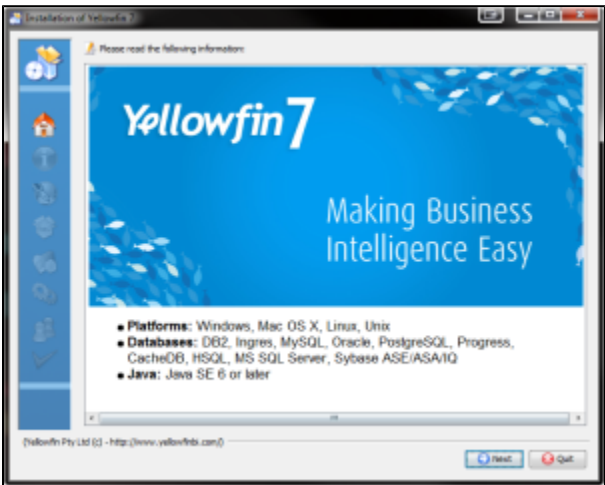 Installation of Yellowfin 7
Please read the following information:
Yellowfin 7
Making Business
Intelligence Easy
• Platforms: Windows, Mac OS X, Linux, Unix
• Databases: DB2, Ingres, MySQL, Oracle, PostgreSQL, Progress,
CacheDB, HSQL, MS SQL Server, Sybase ASE/ASA/IQ
• Java: Java SE 6 or later
(Yellowfin Pty Ltd (c) - http://www.yellowfinbi.com/)
Next
Quit